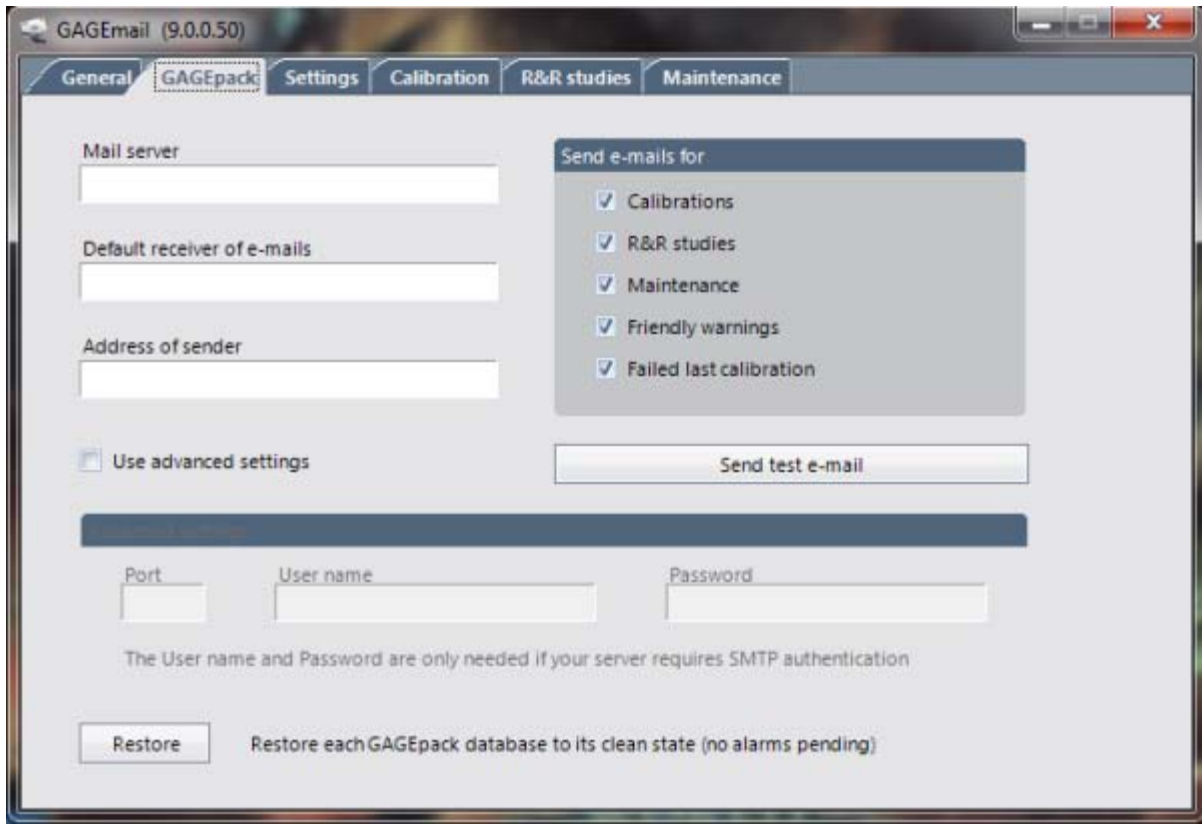 GAGEmail (9.0.0.50)
General GAGEpack Settings Calibration R&R studies Maintenance
Mail server
Default receiver of e-mails
Address of sender
Use advanced settings
Send e-mails for
Calibrations
R&R studies
Maintenance
Friendly warnings
Failed last calibration
Send test e-mail
Advanced settings
Port User name Password
The User name and Password are only needed if your server requires SMTP authentication
Restore Restore each GAGEpack database to its clean state (no alarms pending)